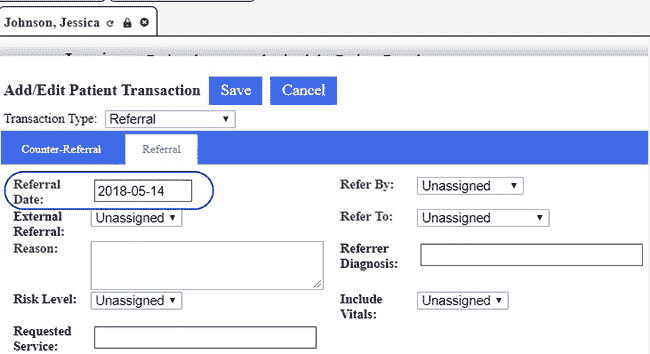 Johnson, Jessica
Add/Edit Patient Transaction Save Cancel
Transaction Type: Referral
Counter-Referral Referral
Referral Date: 2018-05-14 Refer By: Unassigned
External Referral: Unassigned Refer To: Unassigned
Reason: Referrer Diagnosis:
Risk Level: Unassigned Include Vitals: Unassigned
Requested Service: